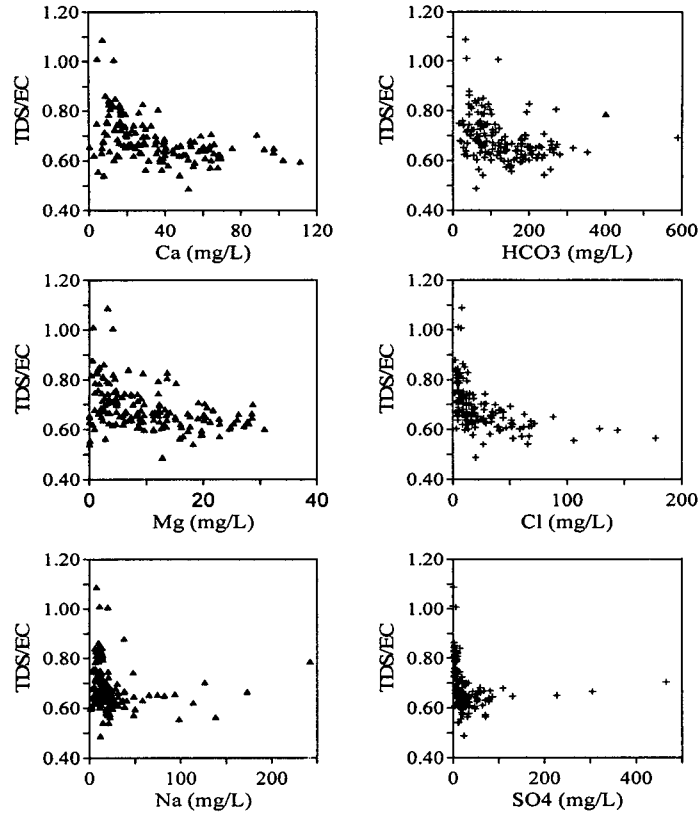 1.20
1.00
0.80
0.60
0.40
TDS/EC
0 40 80 120
Ca (mg/L)
1.20
1.00
0.80
0.60
0.40
TDS/EC
0 200 400 600
HCO3 (mg/L)
1.20
1.00
0.80
0.60
0.40
TDS/EC
0 20 40
Mg (mg/L)
1.20
1.00
0.80
0.60
0.40
TDS/EC
0 100 200
Cl (mg/L)
1.20
1.00
0.80
0.60
0.40
TDS/EC
0 100 200
Na (mg/L)
1.20
1.00
0.80
0.60
0.40
TDS/EC
0 200 400
SO4 (mg/L)